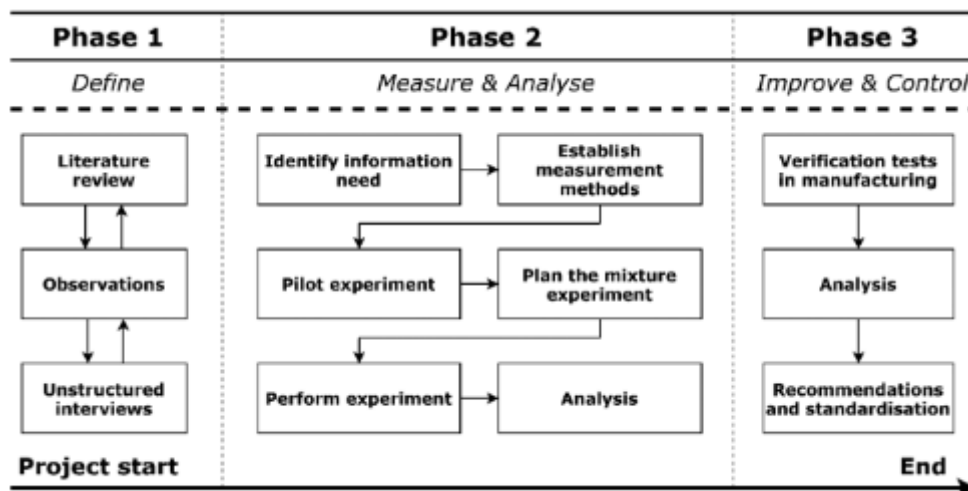 Phase 1
Phase 2
Phase 3
Define
Measure & Analyse
Improve & Control
Literature
review
Observations
Unstructured
interviews
Identify information
need
Establish
measurement
methods
Pilot experiment
Plan the mixture
experiment
Perform experiment
Analysis
Verification tests
in manufacturing
Analysis
Recommendations
and standardisation
Project start
End